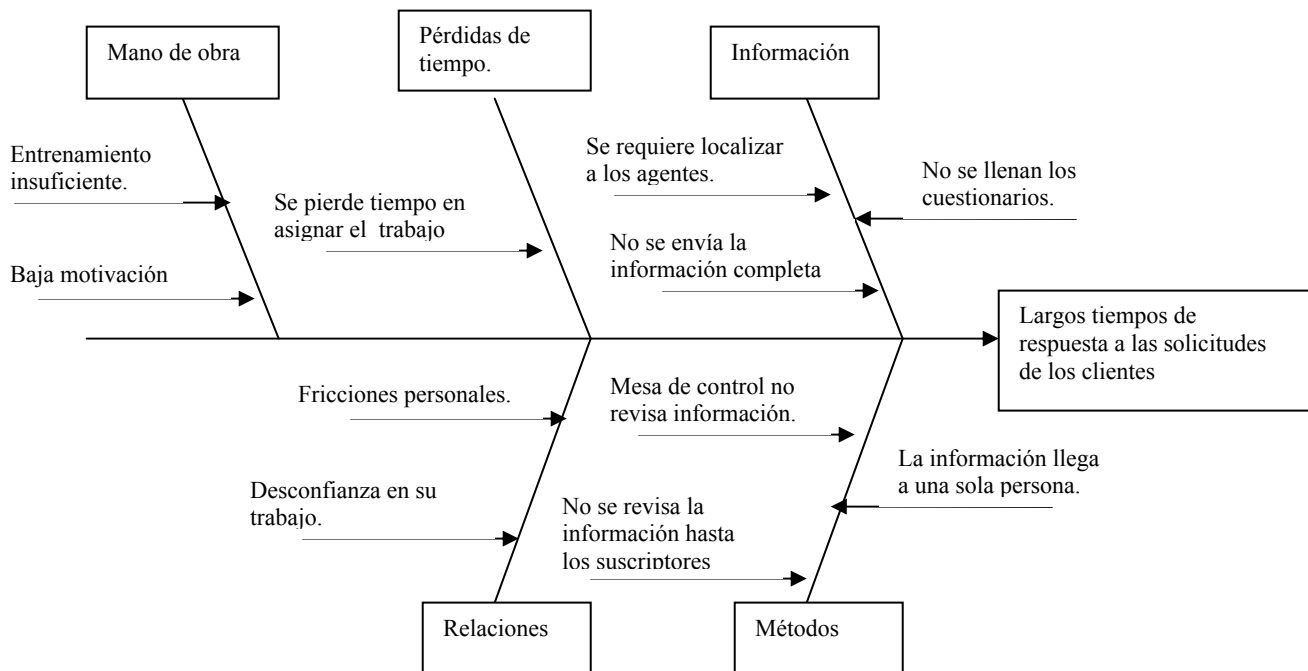 Mano de obra
Pérdidas de
tiempo.
Información
Entrenamiento
insuficiente.
Baja motivación
Se pierde tiempo en
asignar el trabajo
Se requiere localizar
a los agentes.
No se llenan los
cuestionarios.
No se envía la
información completa
Largos tiempos de
respuesta a las solicitudes
de los clientes
Fricciones personales.
Desconfianza en su
trabajo.
Mesa de control no
revisa información.
La información llega
a una sola persona.
No se revisa la
información hasta
los suscriptores
Relaciones
Métodos